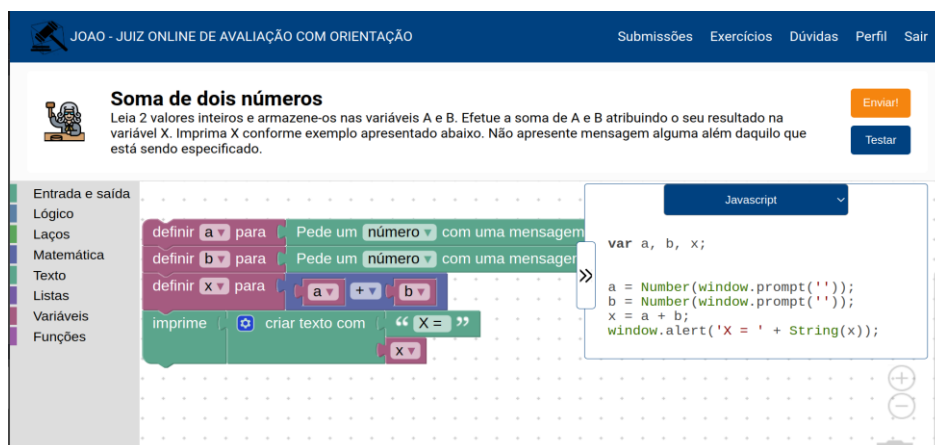 JOAO - JUIZ ONLINE DE AVALIAÇÃO COM ORIENTAÇÃO
Submissões Exercícios Dúvidas Perfil Sair
Soma de dois números
Leia 2 valores inteiros e armazene-os nas variáveis A e B. Efetue a soma de A e B atribuindo o seu resultado na
variável X. Imprima X conforme exemplo apresentado abaixo. Não apresente mensagem alguma além daquilo que
está sendo especificado.
Enviar!
Testar
Entrada e saída
Lógico
Laços
Matemática
Texto
Listas
Variáveis
Funções
definir a para Pede um número com uma mensagem
definir b para Pede um número com uma mensagem
definir x para a + b
imprime criar texto com “ X = ”
x
Javascript
var a, b, x;
a = Number(window.prompt(''));
b = Number(window.prompt(''));
x = a + b;
window.alert('X = ' + String(x));